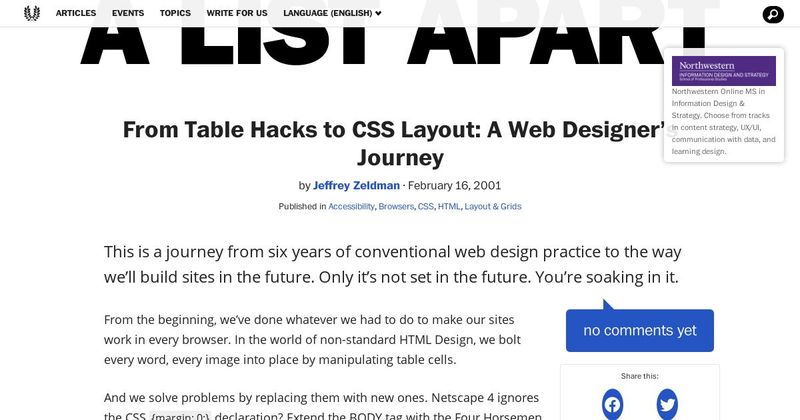 ARTICLES EVENTS TOPICS WRITE FOR US LANGUAGE (ENGLISH)
A LIST APART
Northwestern
INFORMATION DESIGN AND STRATEGY
School of Professional Studies
Northwestern Online MS in
Information Design &
Strategy. Choose from tracks
in content strategy, UX/UI,
communication with data, and
learning design.
From Table Hacks to CSS Layout: A Web Designer’s
Journey
by Jeffrey Zeldman · February 16, 2001
Published in Accessibility, Browsers, CSS, HTML, Layout & Grids
This is a journey from six years of conventional web design practice to the way
we’ll build sites in the future. Only it’s not set in the future. You’re soaking in it.
From the beginning, we’ve done whatever we had to do to make our sites
work in every browser. In the world of non-standard HTML Design, we bolt
every word, every image into place by manipulating table cells.
no comments yet
Share this:
And we solve problems by replacing them with new ones. Netscape 4 ignores
the CSS {margin: 0;} declaration? Extend the BODY tag with the Four Horsemen